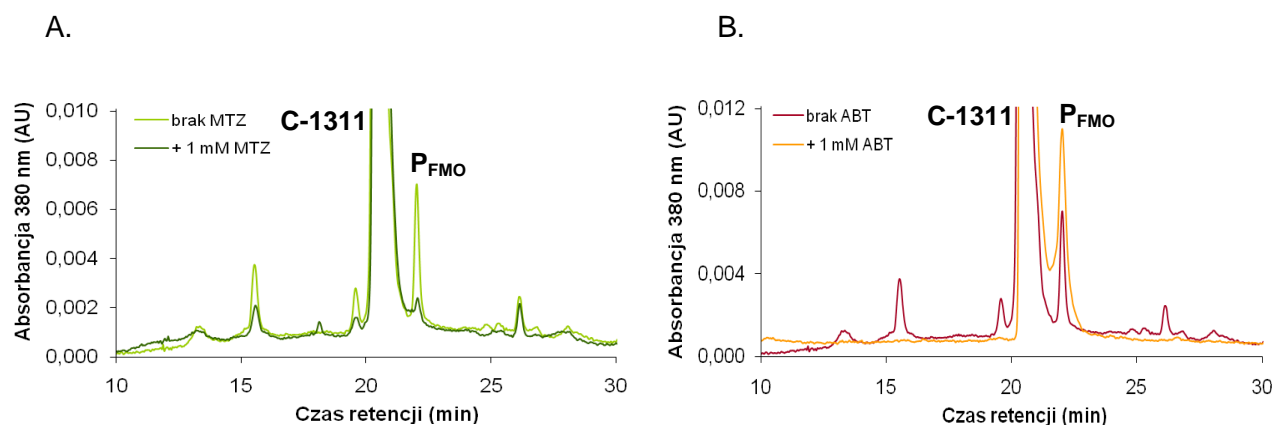 A.
Absorbancja 380 nm (AU)
0,010
0,008
0,006
0,004
0,002
0,000
brak MTZ
+ 1 mM MTZ
C-1311
PFMO
10 15 20 25 30
Czas retencji (min)
B.
Absorbancja 380 nm (AU)
0,012
0,008
0,004
0,000
brak ABT
+ 1 mM ABT
C-1311
PFMO
10 15 20 25 30
Czas retencji (min)